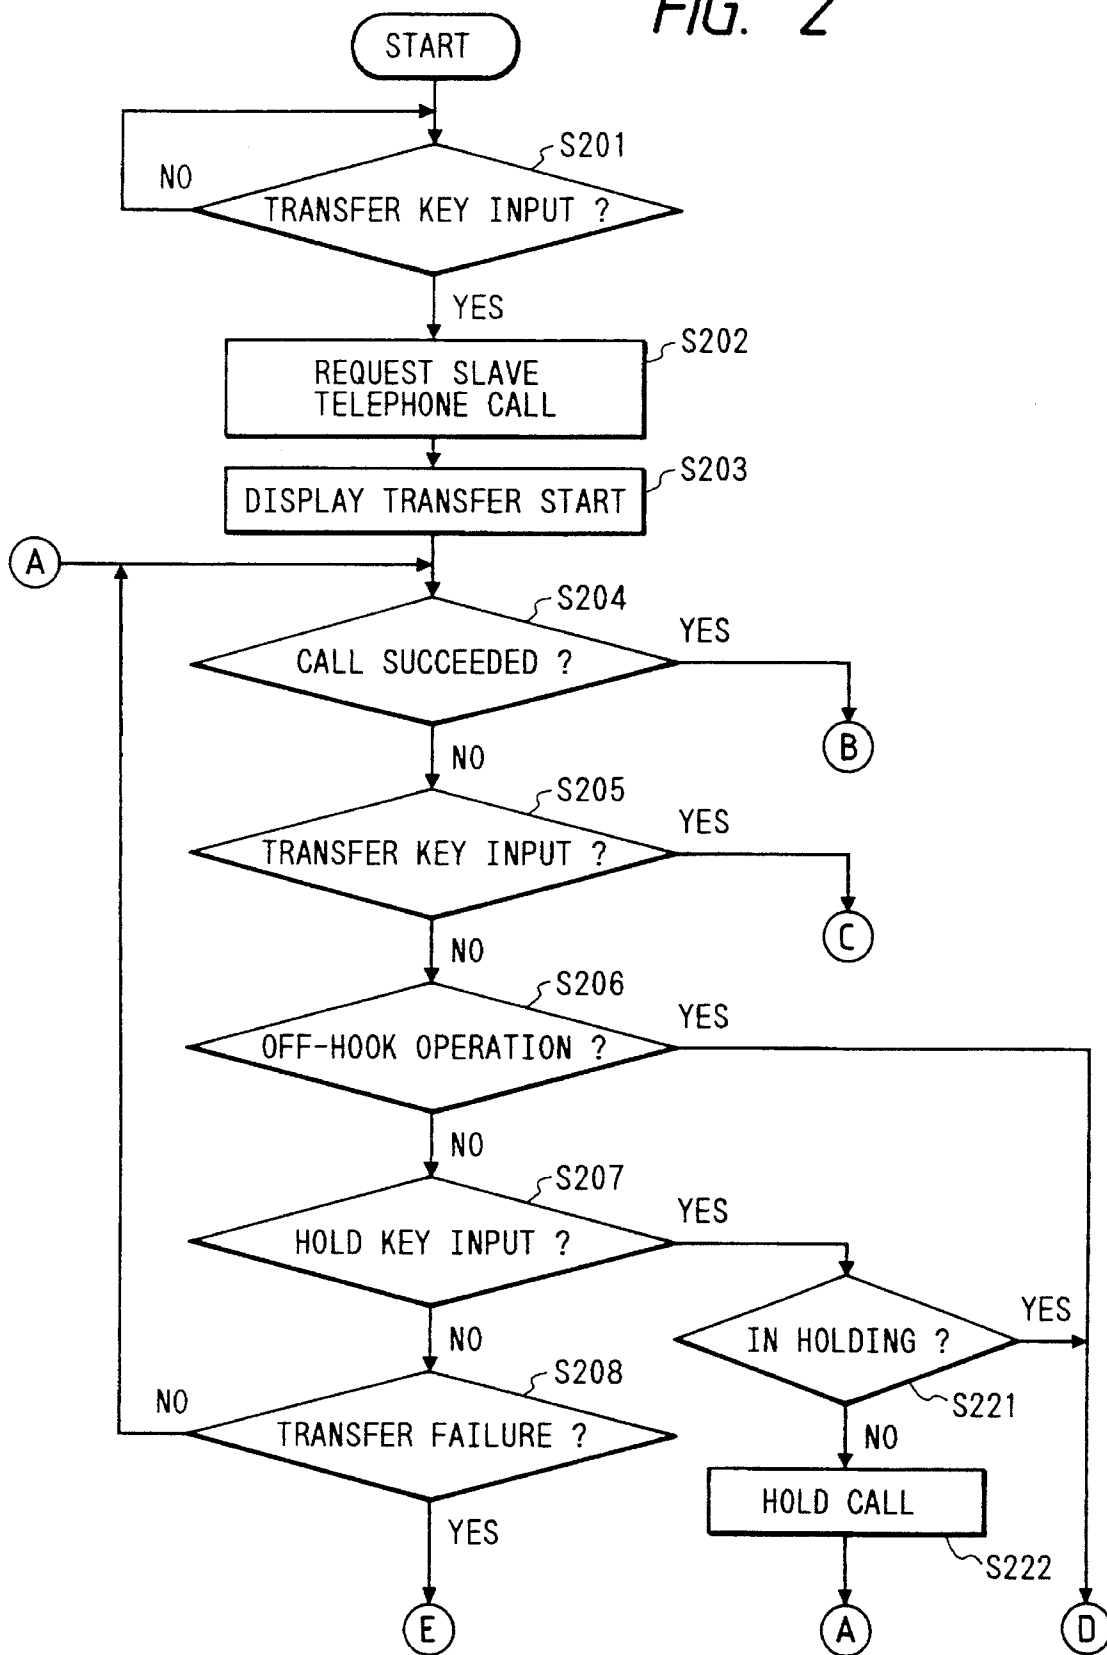 FIG. 2
START
S201
NO
TRANSFER KEY INPUT ?
YES
S202
REQUEST SLAVE
TELEPHONE CALL
S203
DISPLAY TRANSFER START
A
S204
YES
CALL SUCCEEDED ?
B
NO
S205
YES
TRANSFER KEY INPUT ?
C
NO
S206
YES
OFF-HOOK OPERATION ?
NO
S207
YES
HOLD KEY INPUT ?
YES
IN HOLDING ?
NO
S208
S221
NO
TRANSFER FAILURE ?
NO
HOLD CALL
YES
S222
E
A
D